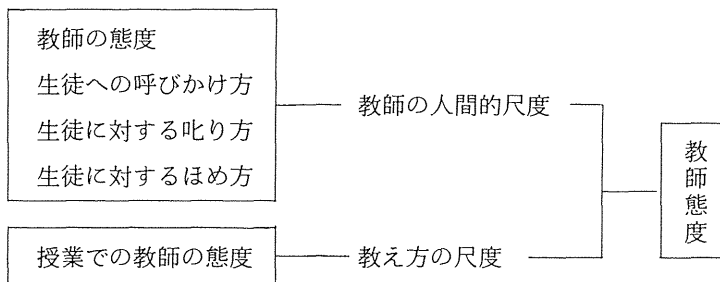 教師の態度
生徒への呼びかけ方
生徒に対する叱り方
生徒に対するほめ方
教師の人間的尺度
授業での教師の態度
教え方の尺度
教師態度